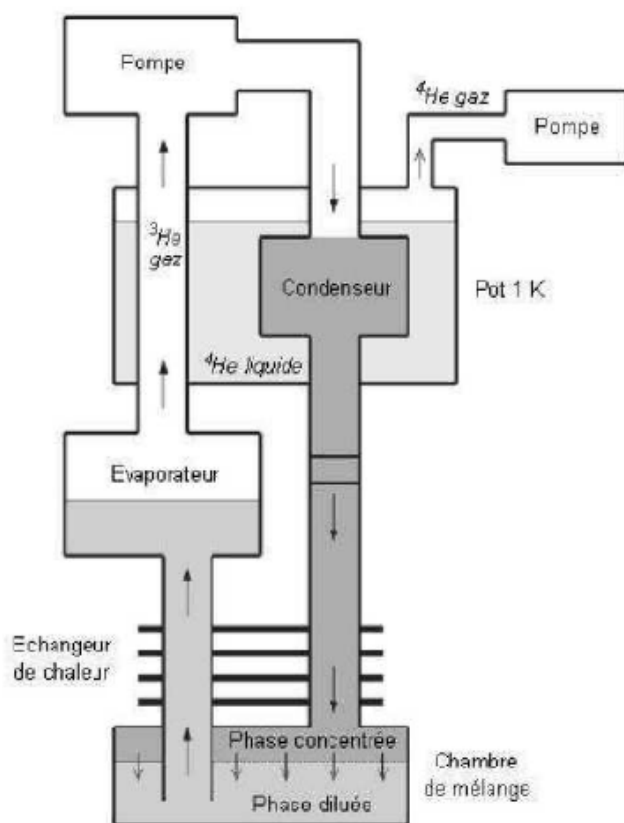 Pompe
⁴He gaz
Pompe
³He
gaz
Condenseur
Pot 1 K
⁴He liquide
Evaporateur
Echangeur
de chaleur
Phase concentrée
Chambre
de mélange
Phase diluée